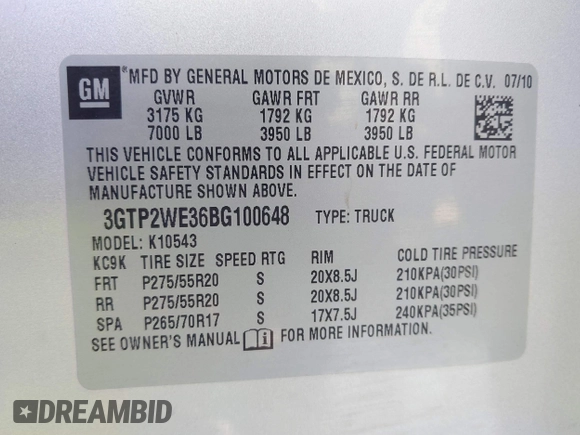 GM *MFD BY GENERAL MOTORS DE MEXICO, S. DE R.L. DE C.V. 07/10
GVWR GAWR FRT GAWR RR
3175 KG 1792 KG 1792 KG
7000 LB 3950 LB 3950 LB
THIS VEHICLE CONFORMS TO ALL APPLICABLE U.S. FEDERAL MOTOR
VEHICLE SAFETY STANDARDS IN EFFECT ON THE DATE OF
MANUFACTURE SHOWN ABOVE.
3GTP2WE36BG100648 TYPE: TRUCK
MODEL: K10543
KC9K TIRE SIZE SPEED RTG RIM COLD TIRE PRESSURE
FRT P275/55R20 S 20X8.5J 210KPA(30PSI)
RR P275/55R20 S 20X8.5J 210KPA(30PSI)
SPA P265/70R17 S 17X7.5J 240KPA(35PSI)
SEE OWNER'S MANUAL i FOR MORE INFORMATION.
DREAMBID